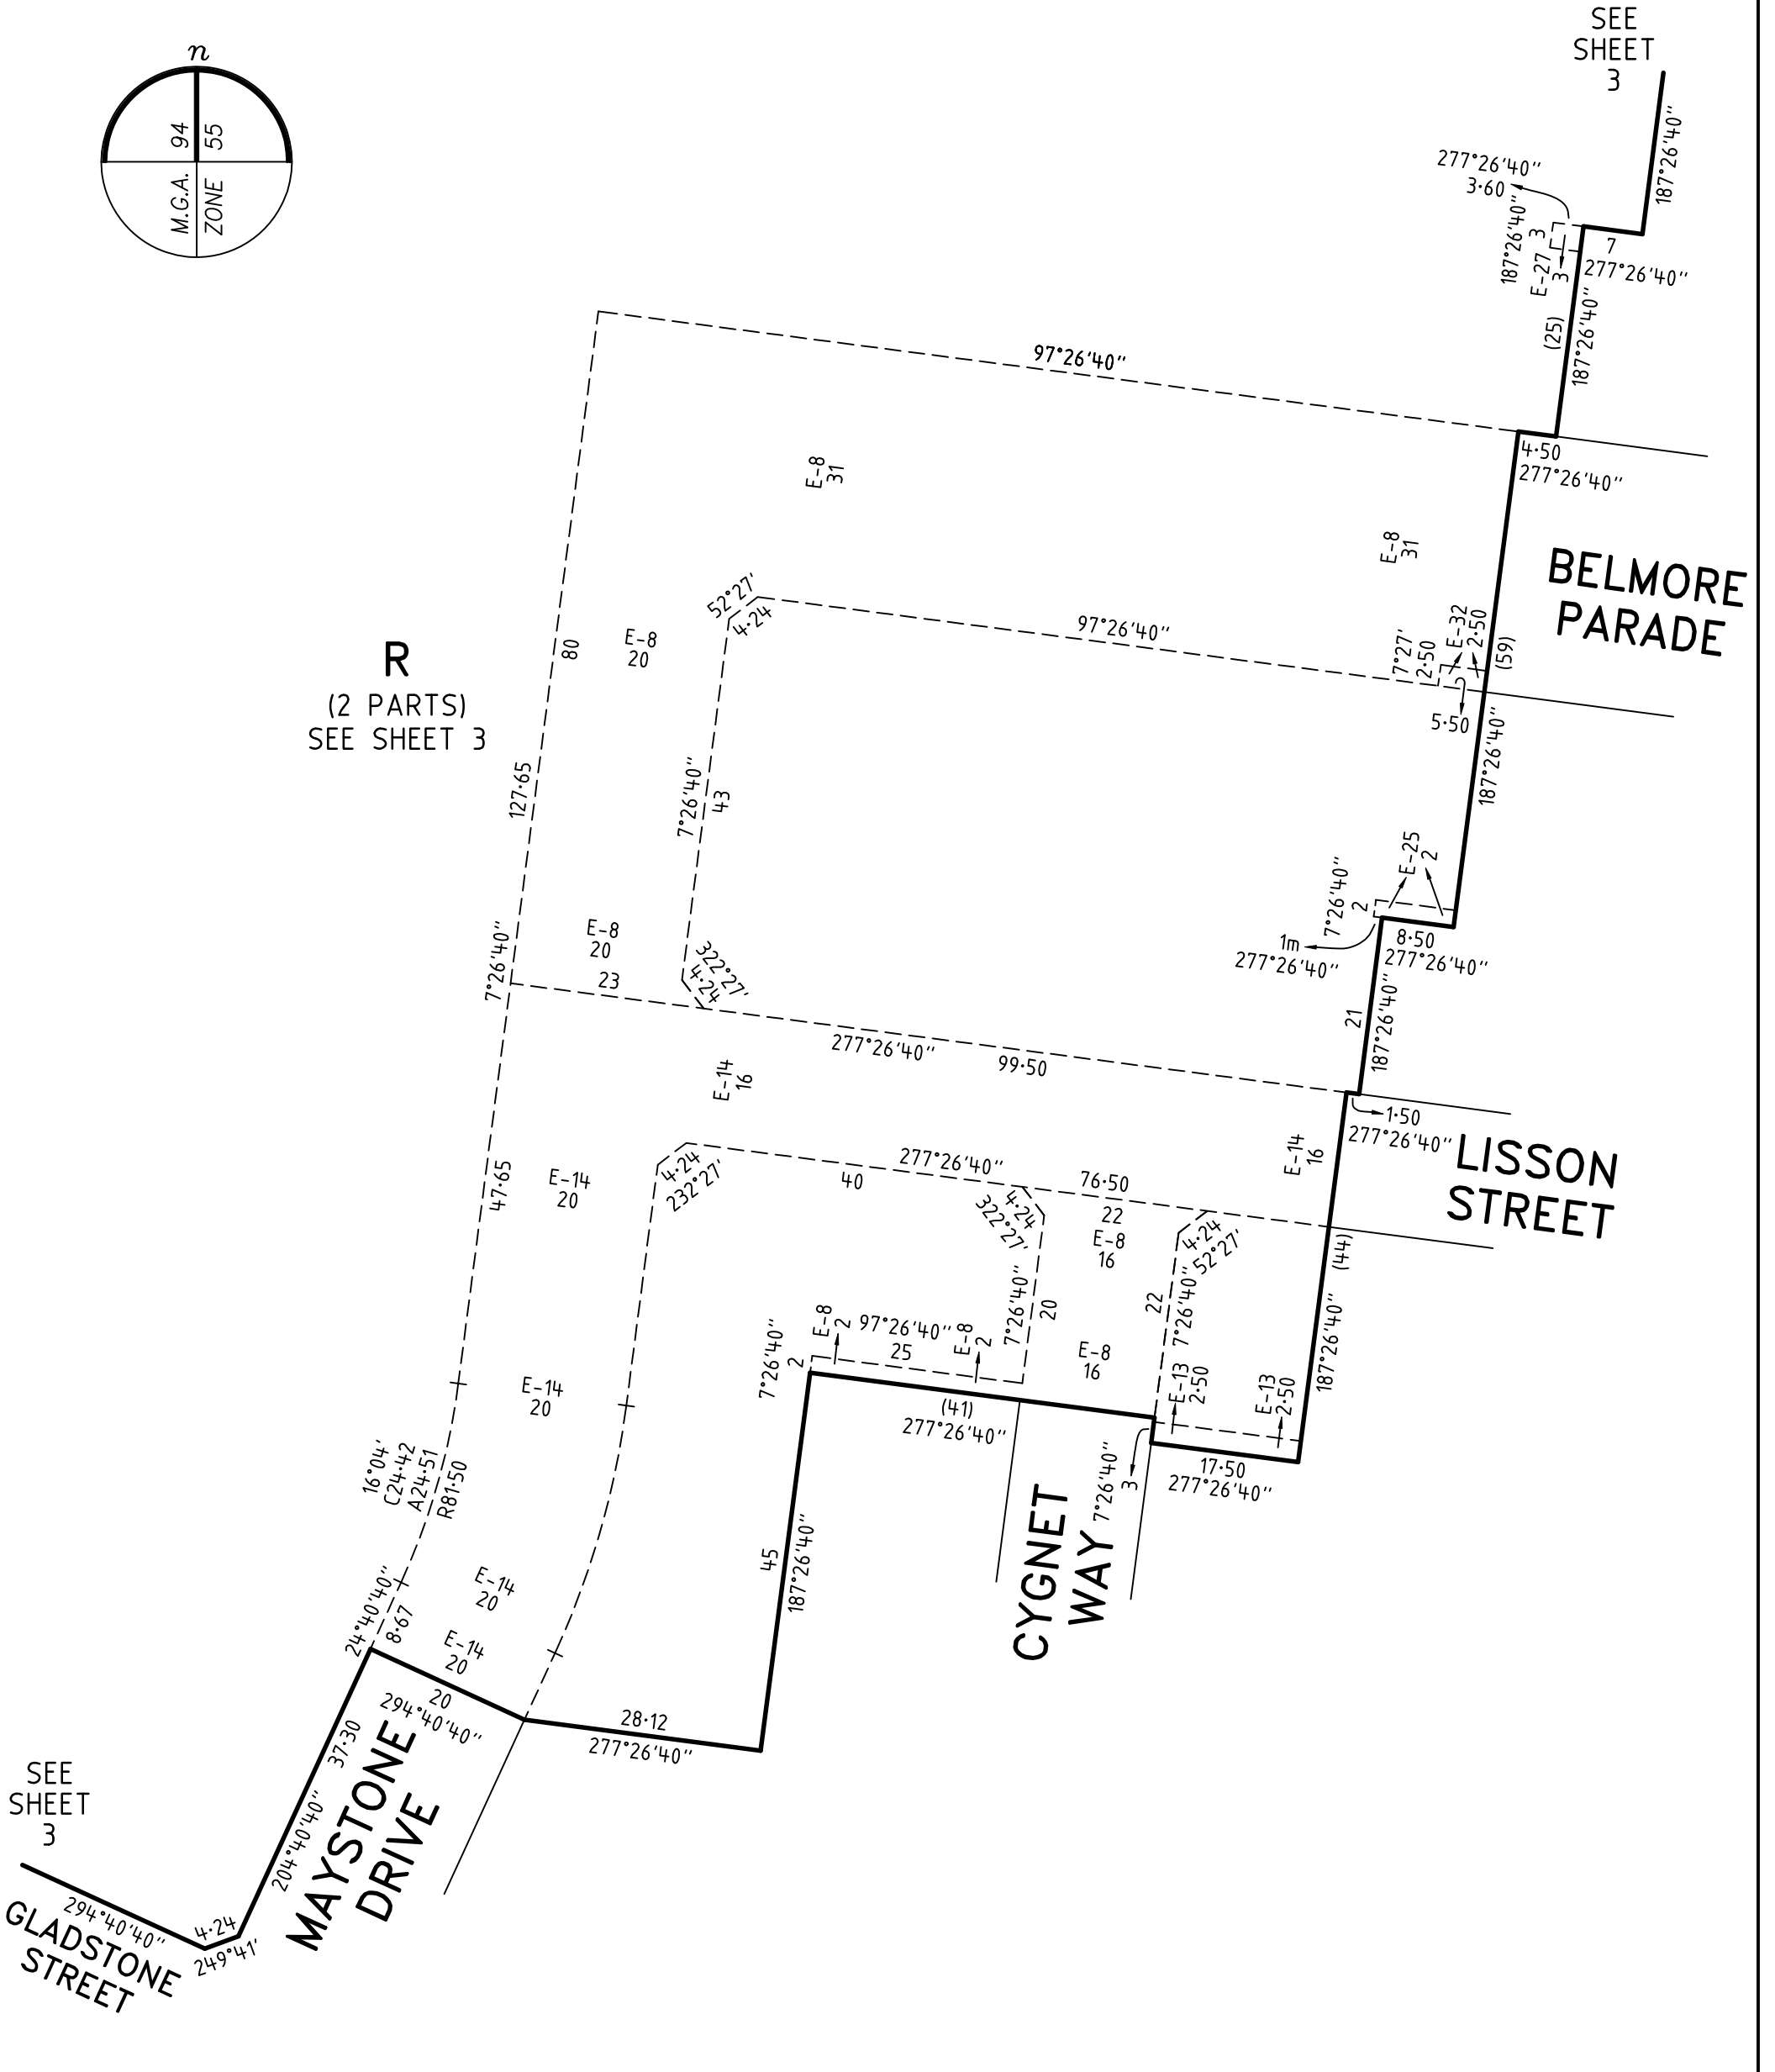 n
M.G.A. 94
ZONE 55
SEE
SHEET
3
187°26'40"
277°26'40"
3·60
187°26'40"
3
E-27
3
7
277°26'40"
(25)
187°26'40"
97°26'40"
4·50
277°26'40"
E-8
31
E-8
31
BELMORE
PARADE
52°27'
4·24
97°26'40"
7°27'
2·50
E-32
2·50
(59)
5·50
187°26'40"
E-8
20
80
R
(2 PARTS)
SEE SHEET 3
127·65
7°26'40"
43
E-25
2
7°26'40"
2
1m
277°26'40"
8·50
277°26'40"
E-8
20
23
322°27'
4·24
7°26'40"
21
187°26'40"
277°26'40"
99·50
E-14
16
1·50
277°26'40"
LISSON
STREET
E-14
16
277°26'40"
76·50
4·24
232°27'
40
4·24
322°27'
22
E-8
16
4·24
52°27'
47·65
E-14
20
(44)
187°26'40"
7°26'40"
20
22
7°26'40"
7°26'40"
2
E-8
2
97°26'40"
25
E-8
2
E-8
16
E-13
2·50
E-13
2·50
E-14
20
(41)
277°26'40"
7°26'40"
3
17·50
277°26'40"
16°04'
C24·42
A24·51
R81·50
CYGNET
WAY
45
187°26'40"
E-14
20
24°40'40"
8·67
E-14
20
20
294°40'40"
28·12
277°26'40"
37·30
204°40'40"
MAYSTONE
DRIVE
SEE
SHEET
3
294°40'40"
4·24
249°41'
GLADSTONE
STREET